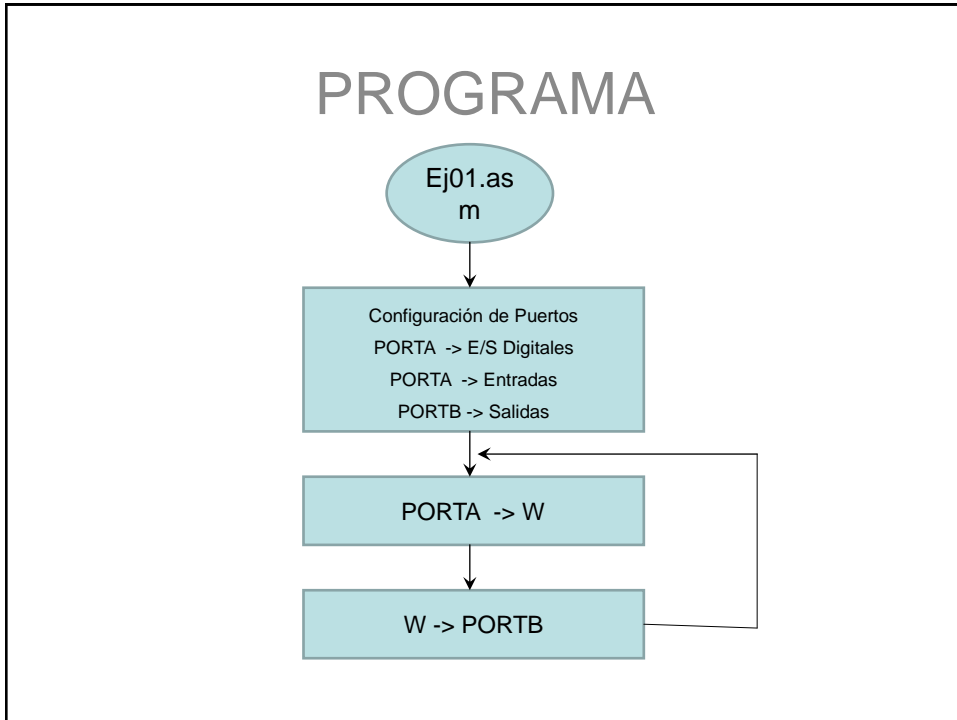 PROGRAMA
Ej01.as
m
Configuración de Puertos
PORTA -> E/S Digitales
PORTA -> Entradas
PORTB -> Salidas
PORTA -> W
W -> PORTB